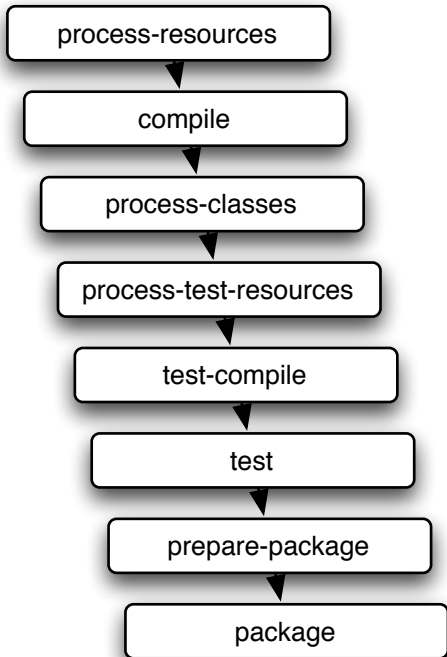 process-resources
compile
process-classes
process-test-resources
test-compile
test
prepare-package
package